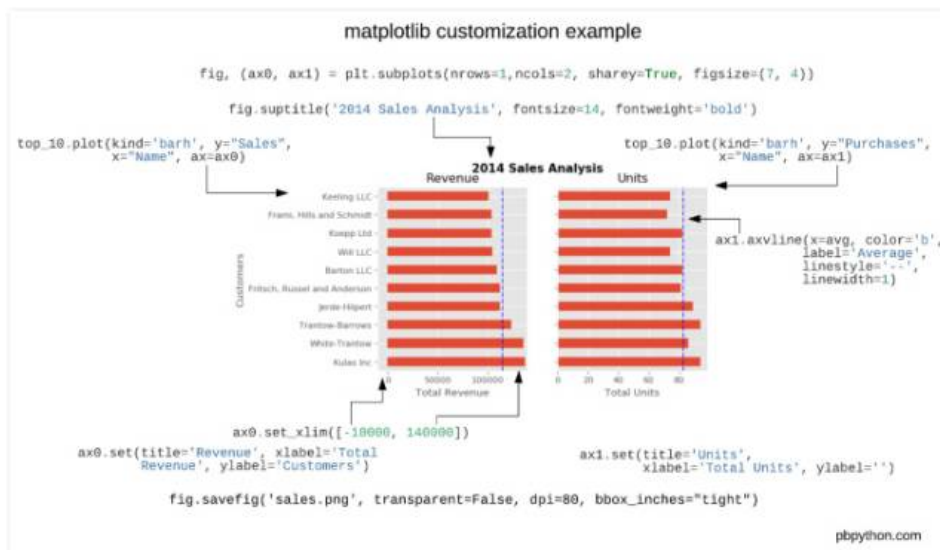 matplotlib customization example
fig, (ax0, ax1) = plt.subplots(nrows=1,ncols=2, sharey=True, figsize=(7, 4))
fig.suptitle('2014 Sales Analysis', fontsize=14, fontweight='bold')
top_10.plot(kind='barh', y="Sales",
x="Name", ax=ax0)
top_10.plot(kind='barh', y="Purchases",
x="Name", ax=ax1)
2014 Sales Analysis
Revenue
Units
Customers
Keeling LLC
Frami, Hills and Schmidt
Koepp Ltd
Will LLC
Barton LLC
Fritsch, Russel and Anderson
Jerde-Hilpert
Trantow-Barrows
White-Trantow
Kulas Inc
ax1.axvline(x=avg, color='b',
label='Average',
linestyle='--',
linewidth=1)
0 50000 100000
0 20 40 60 80
Total Revenue
Total Units
ax0.set_xlim([-10000, 140000])
ax0.set(title='Revenue', xlabel='Total
Revenue', ylabel='Customers')
ax1.set(title='Units',
xlabel='Total Units', ylabel='')
fig.savefig('sales.png', transparent=False, dpi=80, bbox_inches="tight")
pbpython.com